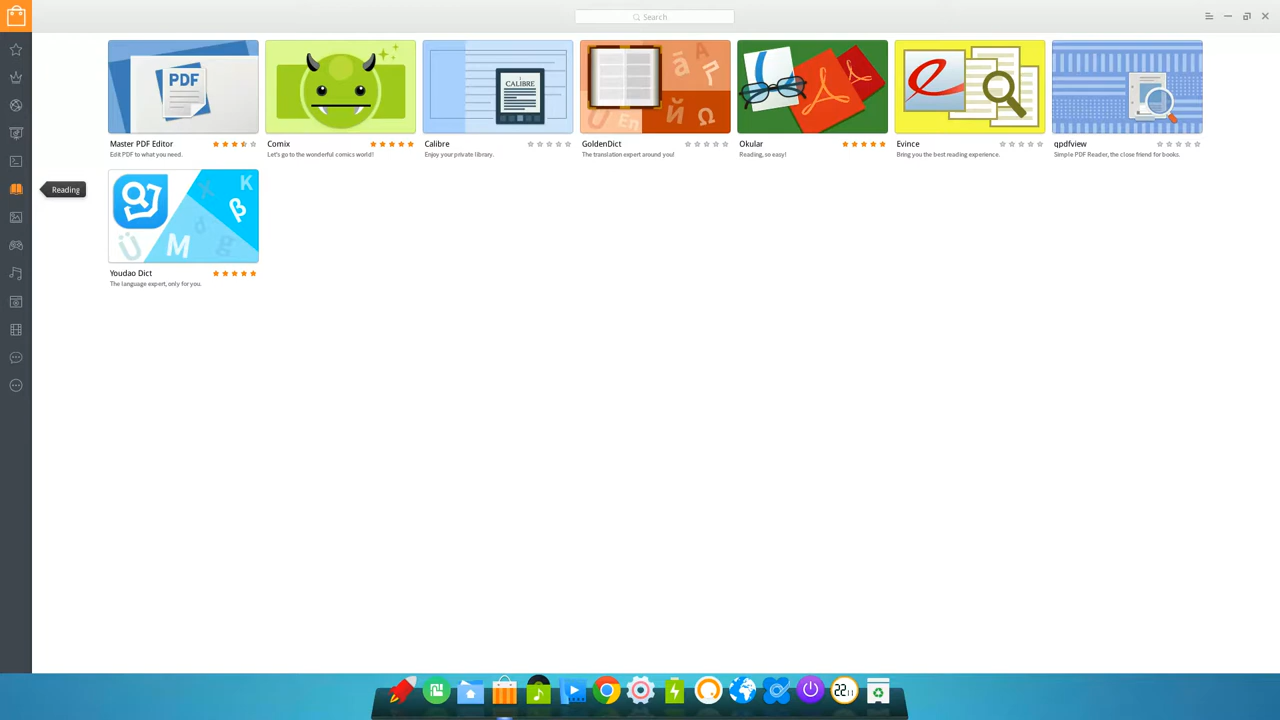 Search
PDF
CALIBRE
Master PDF Editor
Edit PDF to what you need.
Comix
Let's go to the wonderful comics world!
Calibre
Enjoy your private library.
GoldenDict
The translation expert around you!
Okular
Reading, so easy!
Evince
Bring you the best reading experience.
qpdfview
Simple PDF Reader, the close friend for books.
Reading
Youdao Dict
The language expert, only for you.